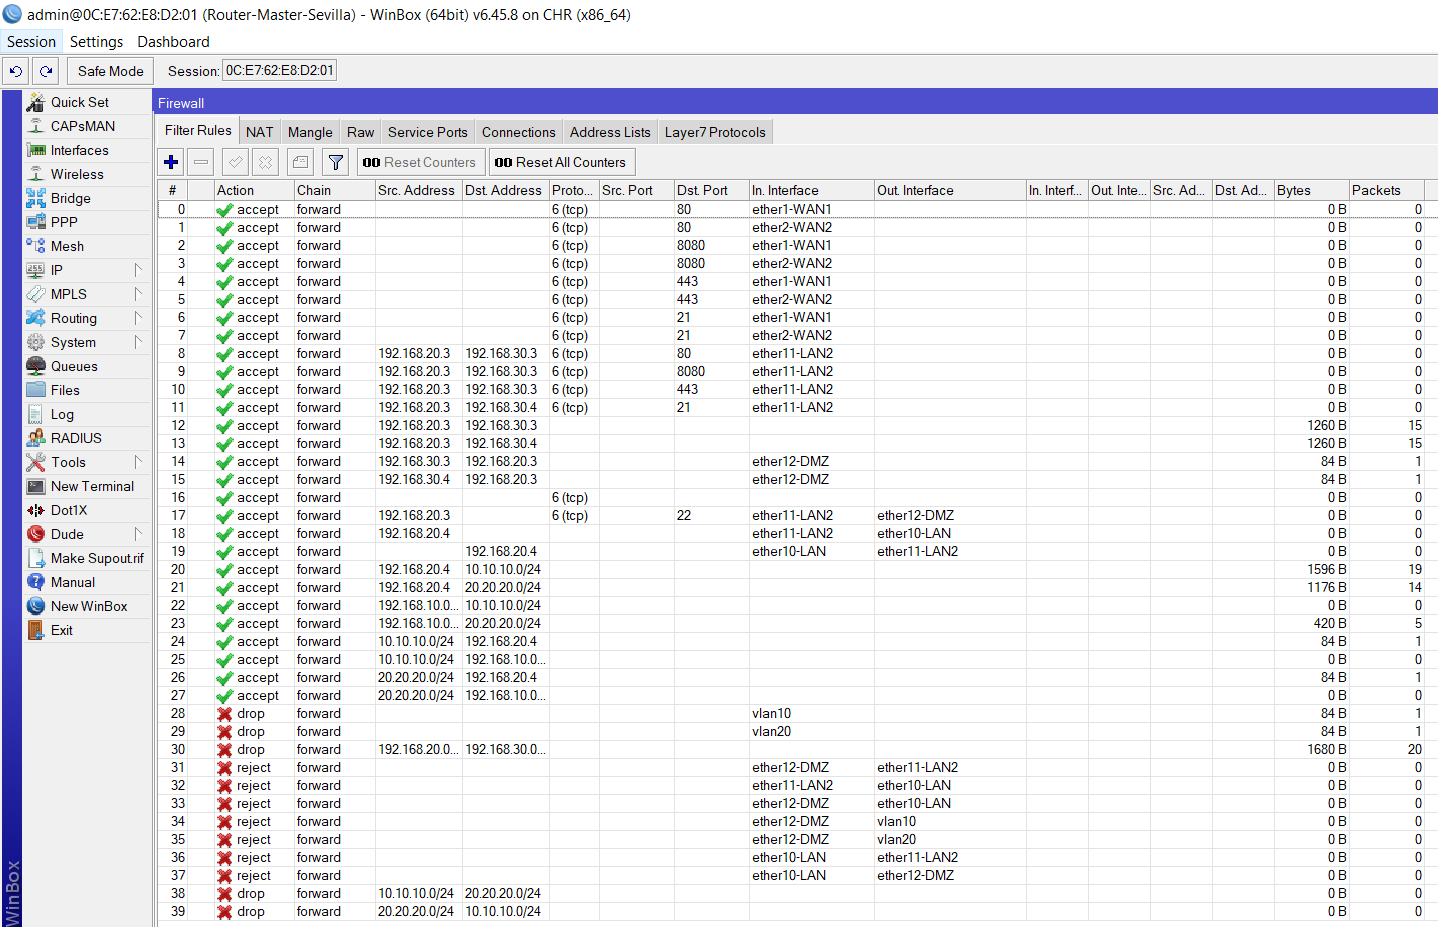 admin@0C:E7:62:E8:D2:01 (Router-Master-Sevilla) - WinBox (64bit) v6.45.8 on CHR (x86_64)
Session Settings Dashboard
Safe Mode Session: 0C:E7:62:E8:D2:01
Quick Set
CAPsMAN
Interfaces
Wireless
Bridge
PPP
Mesh
255 IP
MPLS
Routing
System
Queues
Files
Log
RADIUS
Tools
New Terminal
Dot1X
Dude
Make Supout.rif
Manual
New WinBox
Exit
WinBox
Firewall
Filter Rules NAT Mangle Raw Service Ports Connections Address Lists Layer7 Protocols
00 Reset Counters 00 Reset All Counters
# Action Chain Src. Address Dst. Address Proto... Src. Port Dst. Port In. Interface Out. Interface In. Interf... Out. Inte... Src. Ad... Dst. Ad... Bytes Packets
0 accept forward 6 (tcp) 80 ether1-WAN1 0 B 0
1 accept forward 6 (tcp) 80 ether2-WAN2 0 B 0
2 accept forward 6 (tcp) 8080 ether1-WAN1 0 B 0
3 accept forward 6 (tcp) 8080 ether2-WAN2 0 B 0
4 accept forward 6 (tcp) 443 ether1-WAN1 0 B 0
5 accept forward 6 (tcp) 443 ether2-WAN2 0 B 0
6 accept forward 6 (tcp) 21 ether1-WAN1 0 B 0
7 accept forward 6 (tcp) 21 ether2-WAN2 0 B 0
8 accept forward 192.168.20.3 192.168.30.3 6 (tcp) 80 ether11-LAN2 0 B 0
9 accept forward 192.168.20.3 192.168.30.3 6 (tcp) 8080 ether11-LAN2 0 B 0
10 accept forward 192.168.20.3 192.168.30.3 6 (tcp) 443 ether11-LAN2 0 B 0
11 accept forward 192.168.20.3 192.168.30.4 6 (tcp) 21 ether11-LAN2 0 B 0
12 accept forward 192.168.20.3 192.168.30.3 1260 B 15
13 accept forward 192.168.20.3 192.168.30.4 1260 B 15
14 accept forward 192.168.30.3 192.168.20.3 ether12-DMZ 84 B 1
15 accept forward 192.168.30.4 192.168.20.3 ether12-DMZ 84 B 1
16 accept forward 6 (tcp) 0 B 0
17 accept forward 192.168.20.3 6 (tcp) 22 ether11-LAN2 ether12-DMZ 0 B 0
18 accept forward 192.168.20.4 ether11-LAN2 ether10-LAN 0 B 0
19 accept forward 192.168.20.4 ether10-LAN ether11-LAN2 0 B 0
20 accept forward 192.168.20.4 10.10.10.0/24 1596 B 19
21 accept forward 192.168.20.4 20.20.20.0/24 1176 B 14
22 accept forward 192.168.10.0... 10.10.10.0/24 0 B 0
23 accept forward 192.168.10.0... 20.20.20.0/24 420 B 5
24 accept forward 10.10.10.0/24 192.168.20.4 84 B 1
25 accept forward 10.10.10.0/24 192.168.10.0... 0 B 0
26 accept forward 20.20.20.0/24 192.168.20.4 84 B 1
27 accept forward 20.20.20.0/24 192.168.10.0... 0 B 0
28 drop forward vlan10 84 B 1
29 drop forward vlan20 84 B 1
30 drop forward 192.168.20.0... 192.168.30.0... 1680 B 20
31 reject forward ether12-DMZ ether11-LAN2 0 B 0
32 reject forward ether11-LAN2 ether10-LAN 0 B 0
33 reject forward ether12-DMZ ether10-LAN 0 B 0
34 reject forward ether12-DMZ vlan10 0 B 0
35 reject forward ether12-DMZ vlan20 0 B 0
36 reject forward ether10-LAN ether11-LAN2 0 B 0
37 reject forward ether10-LAN ether12-DMZ 0 B 0
38 drop forward 10.10.10.0/24 20.20.20.0/24 0 B 0
39 drop forward 20.20.20.0/24 10.10.10.0/24 0 B 0